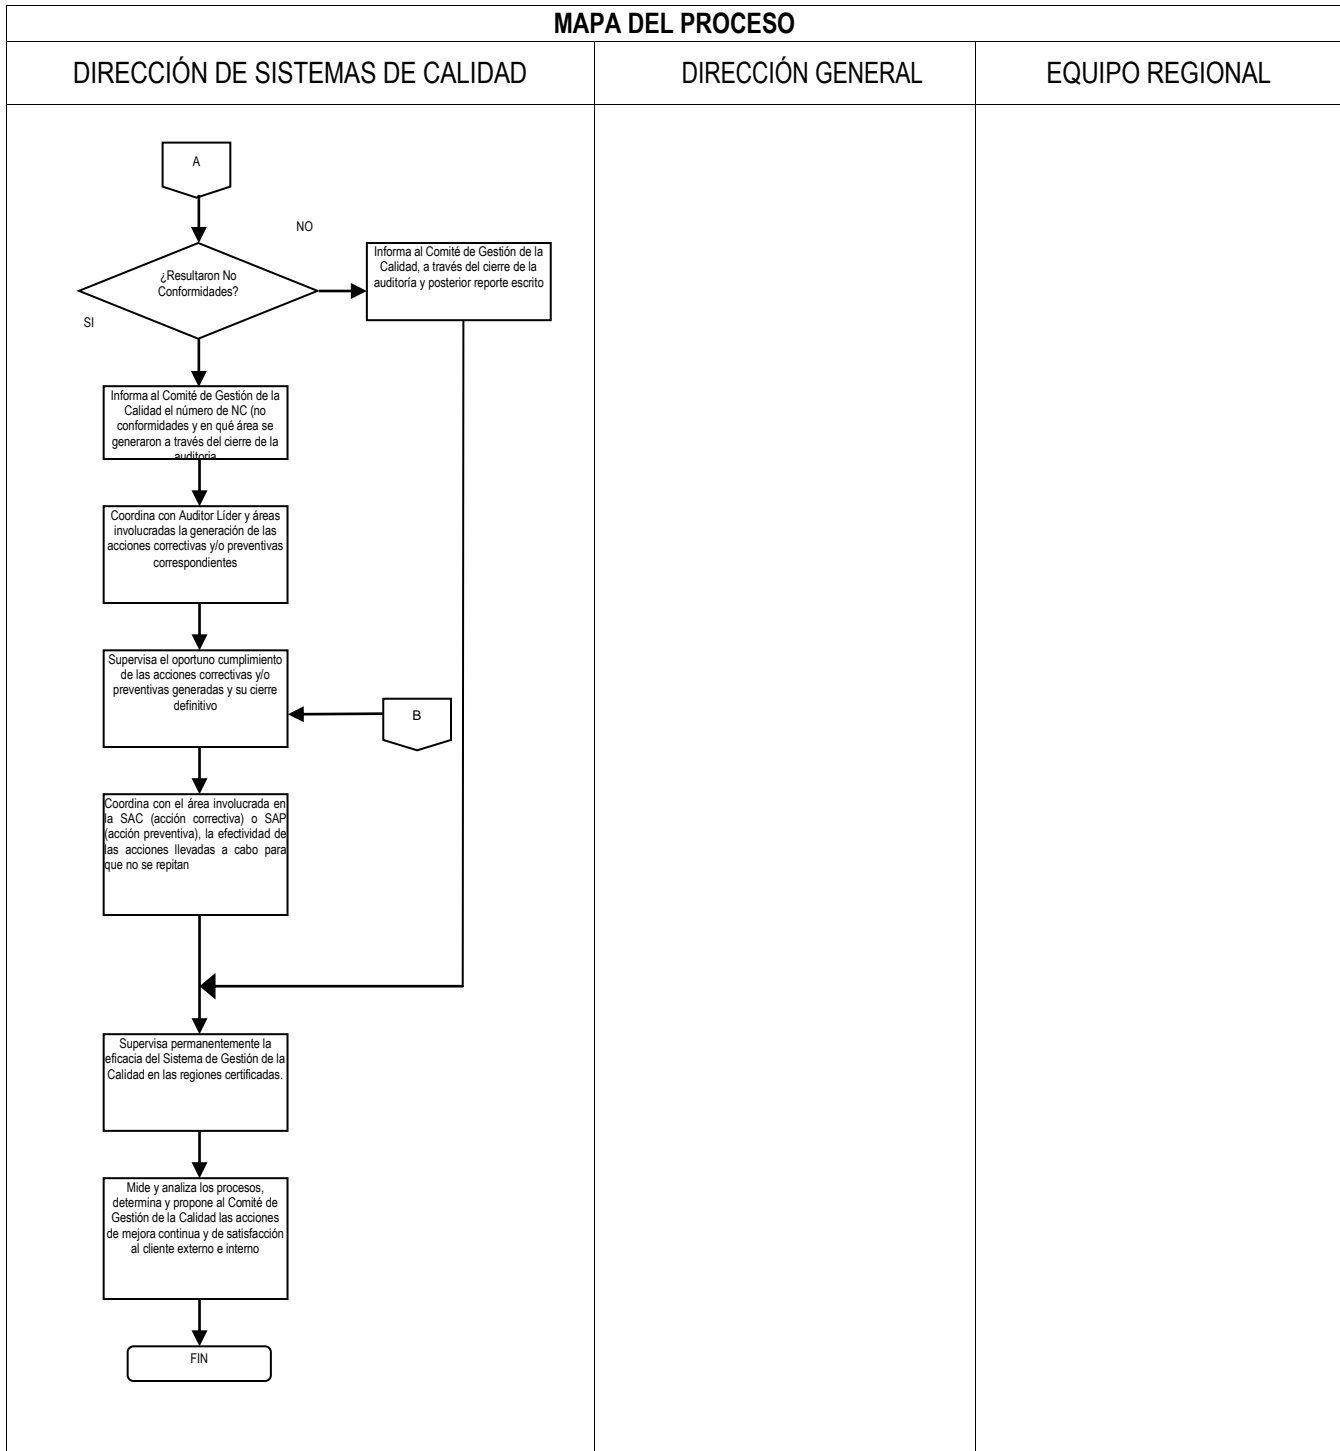 MAPA DEL PROCESO
DIRECCIÓN DE SISTEMAS DE CALIDAD
DIRECCIÓN GENERAL
EQUIPO REGIONAL
A
NO
¿Resultaron No
Conformidades?
Informa al Comité de Gestión de la
Calidad, a través del cierre de la
auditoría y posterior reporte escrito
SI
Informa al Comité de Gestión de la
Calidad el número de NC (no
conformidades y en qué área se
generaron a través del cierre de la
auditoria
Coordina con Auditor Líder y áreas
involucradas la generación de las
acciones correctivas y/o preventivas
correspondientes
Supervisa el oportuno cumplimiento
de las acciones correctivas y/o
preventivas generadas y su cierre
definitivo
B
Coordina con el área involucrada en
la SAC (acción correctiva) o SAP
(acción preventiva), la efectividad de
las acciones llevadas a cabo para
que no se repitan
Supervisa permanentemente la
eficacia del Sistema de Gestión de la
Calidad en las regiones certificadas.
Mide y analiza los procesos,
determina y propone al Comité de
Gestión de la Calidad las acciones
de mejora continua y de satisfacción
al cliente externo e interno
FIN